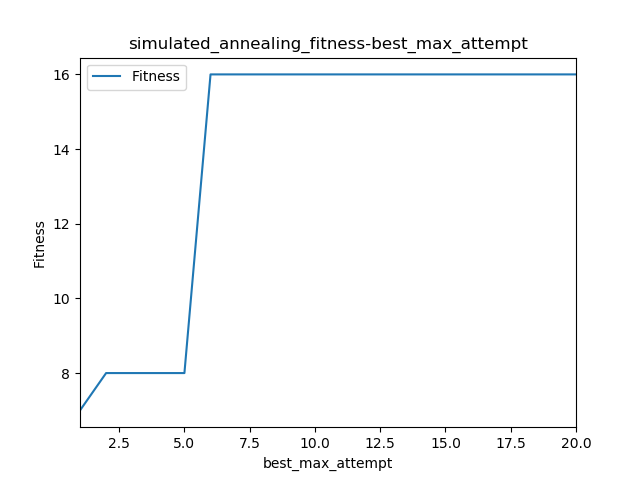 simulated_annealing_fitness-best_max_attempt
Fitness
16
14
12
10
8
Fitness
2.5 5.0 7.5 10.0 12.5 15.0 17.5 20.0
best_max_attempt